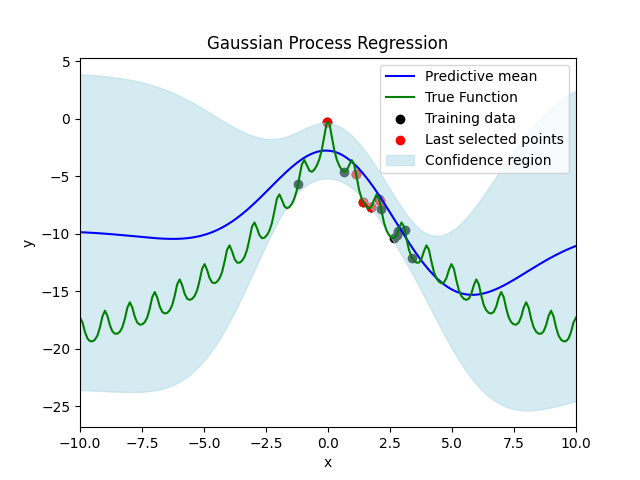 Gaussian Process Regression
5
0
−5
−10
−15
−20
−25
y
Predictive mean
True Function
Training data
Last selected points
Confidence region
−10.0 −7.5 −5.0 −2.5 0.0 2.5 5.0 7.5 10.0
x